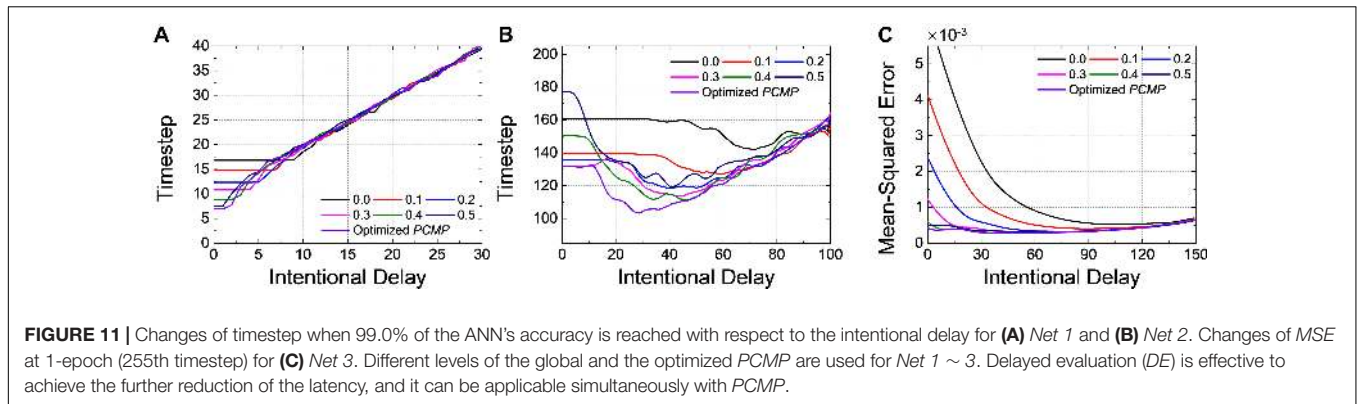 A
40
35
30
25
20
15
10
5
0
Timestep
0 5 10 15 20 25 30
Intentional Delay
0.0 0.1 0.2
0.3 0.4 0.5
Optimized PCMP
B
200
180
160
140
120
100
Timestep
0 20 40 60 80 100
Intentional Delay
0.0 0.1 0.2
0.3 0.4 0.5
Optimized PCMP
C
×10⁻³
5
4
3
2
1
0
Mean-Squared Error
0 30 60 90 120 150
Intentional Delay
0.0 0.1 0.2
0.3 0.4 0.5
Optimized PCMP
FIGURE 11 | Changes of timestep when 99.0% of the ANN's accuracy is reached with respect to the intentional delay for (A) Net 1 and (B) Net 2. Changes of MSE
at 1-epoch (255th timestep) for (C) Net 3. Different levels of the global and the optimized PCMP are used for Net 1 ~ 3. Delayed evaluation (DE) is effective to
achieve the further reduction of the latency, and it can be applicable simultaneously with PCMP.